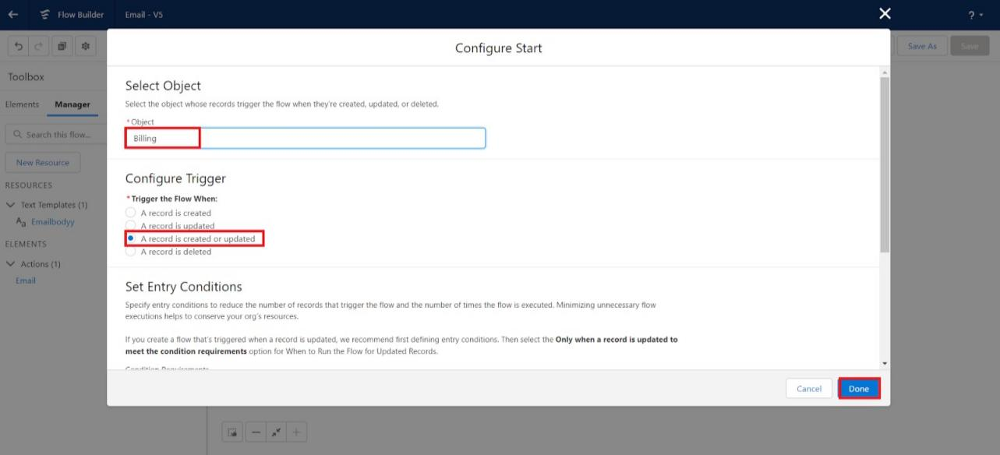 Flow Builder
Email - V5
?
Save As
Save
Configure Start
Toolbox
Elements
Manager
Search this flow...
New Resource
RESOURCES
Text Templates (1)
Aa Emailbodyy
ELEMENTS
Actions (1)
Email
Select Object
Select the object whose records trigger the flow when they're created, updated, or deleted.
* Object
Billing
Configure Trigger
* Trigger the Flow When:
A record is created
A record is updated
A record is created or updated
A record is deleted
Set Entry Conditions
Specify entry conditions to reduce the number of records that trigger the flow and the number of times the flow is executed. Minimizing unnecessary flow
executions helps to conserve your org's resources.
If you create a flow that's triggered when a record is updated, we recommend first defining entry conditions. Then select the Only when a record is updated to
meet the condition requirements option for When to Run the Flow for Updated Records.
Condition Requirements
Cancel
Done